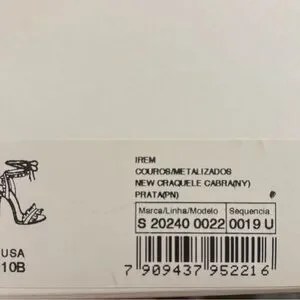 IREM
COUROS/METALIZADOS
NEW CRAQUELE CABRA(NY)
PRATA(PN)
Marca/Linha/Modelo Sequencia
S 20240 0022 0019 U
USA
10B
7 909437 952216